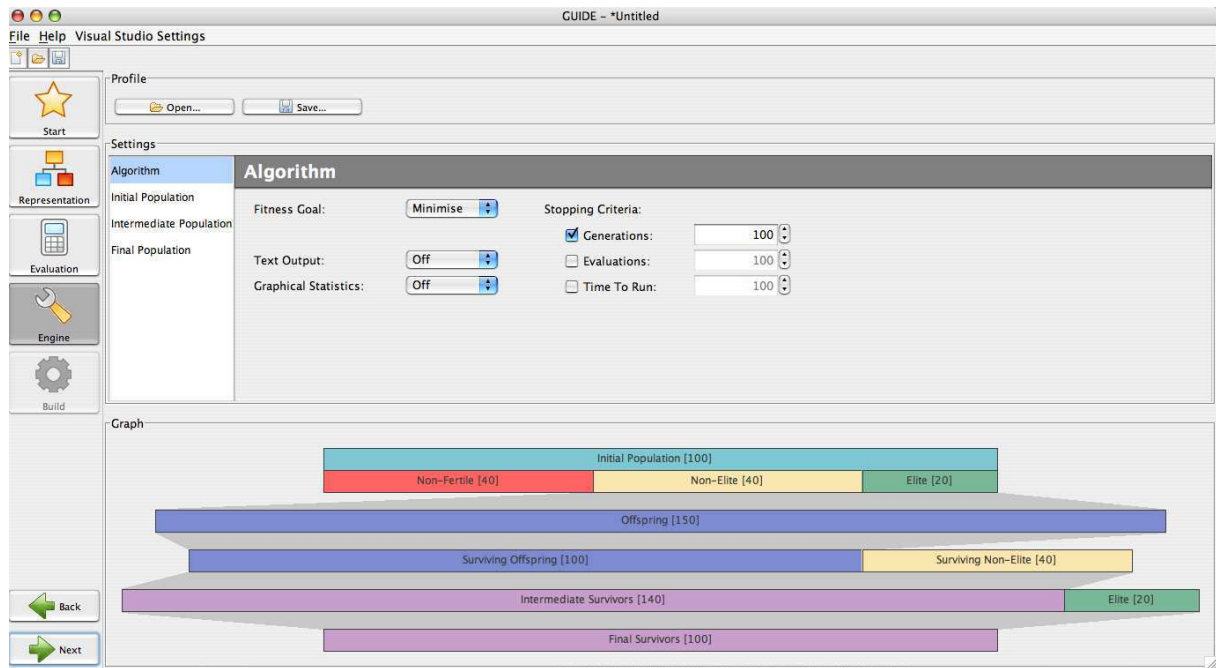 GUIDE - *Untitled
File Help Visual Studio Settings
Profile
Open... Save...
Start
Settings
Representation
Evaluation
Engine
Build
Algorithm
Initial Population
Intermediate Population
Final Population
Algorithm
Fitness Goal: Minimise Stopping Criteria:
Generations: 100
Text Output: Off Evaluations: 100
Graphical Statistics: Off Time To Run: 100
Graph
Initial Population [100]
Non-Fertile [40] Non-Elite [40] Elite [20]
Offspring [150]
Surviving Offspring [100] Surviving Non-Elite [40]
Intermediate Survivors [140] Elite [20]
Final Survivors [100]
Back
Next